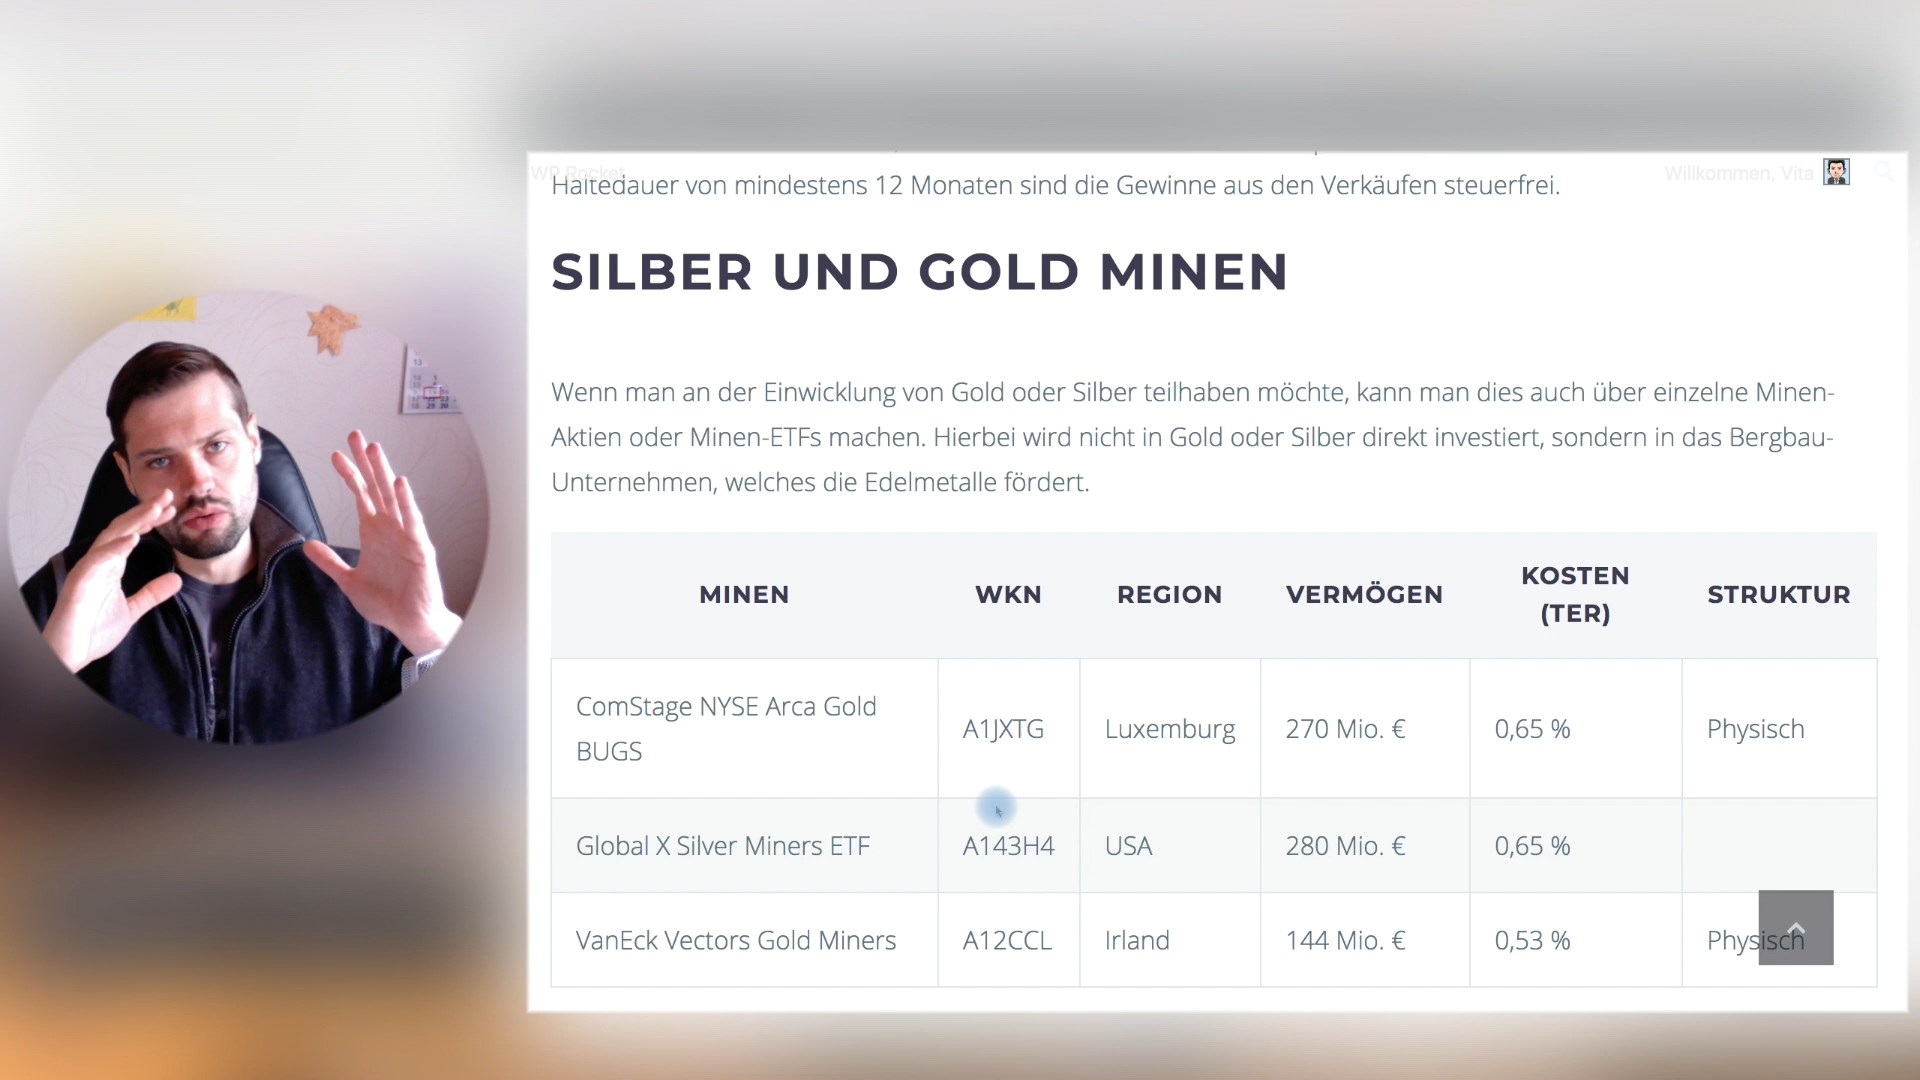 WP Rocket
Willkommen, Vita
Haltedauer von mindestens 12 Monaten sind die Gewinne aus den Verkäufen steuerfrei.
SILBER UND GOLD MINEN
Wenn man an der Einwicklung von Gold oder Silber teilhaben möchte, kann man dies auch über einzelne Minen-
Aktien oder Minen-ETFs machen. Hierbei wird nicht in Gold oder Silber direkt investiert, sondern in das Bergbau-
Unternehmen, welches die Edelmetalle fördert.
MINEN WKN REGION VERMÖGEN KOSTEN (TER) STRUKTUR
ComStage NYSE Arca Gold BUGS A1JXTG Luxemburg 270 Mio. € 0,65 % Physisch
Global X Silver Miners ETF A143H4 USA 280 Mio. € 0,65 %
VanEck Vectors Gold Miners A12CCL Irland 144 Mio. € 0,53 % Physisch